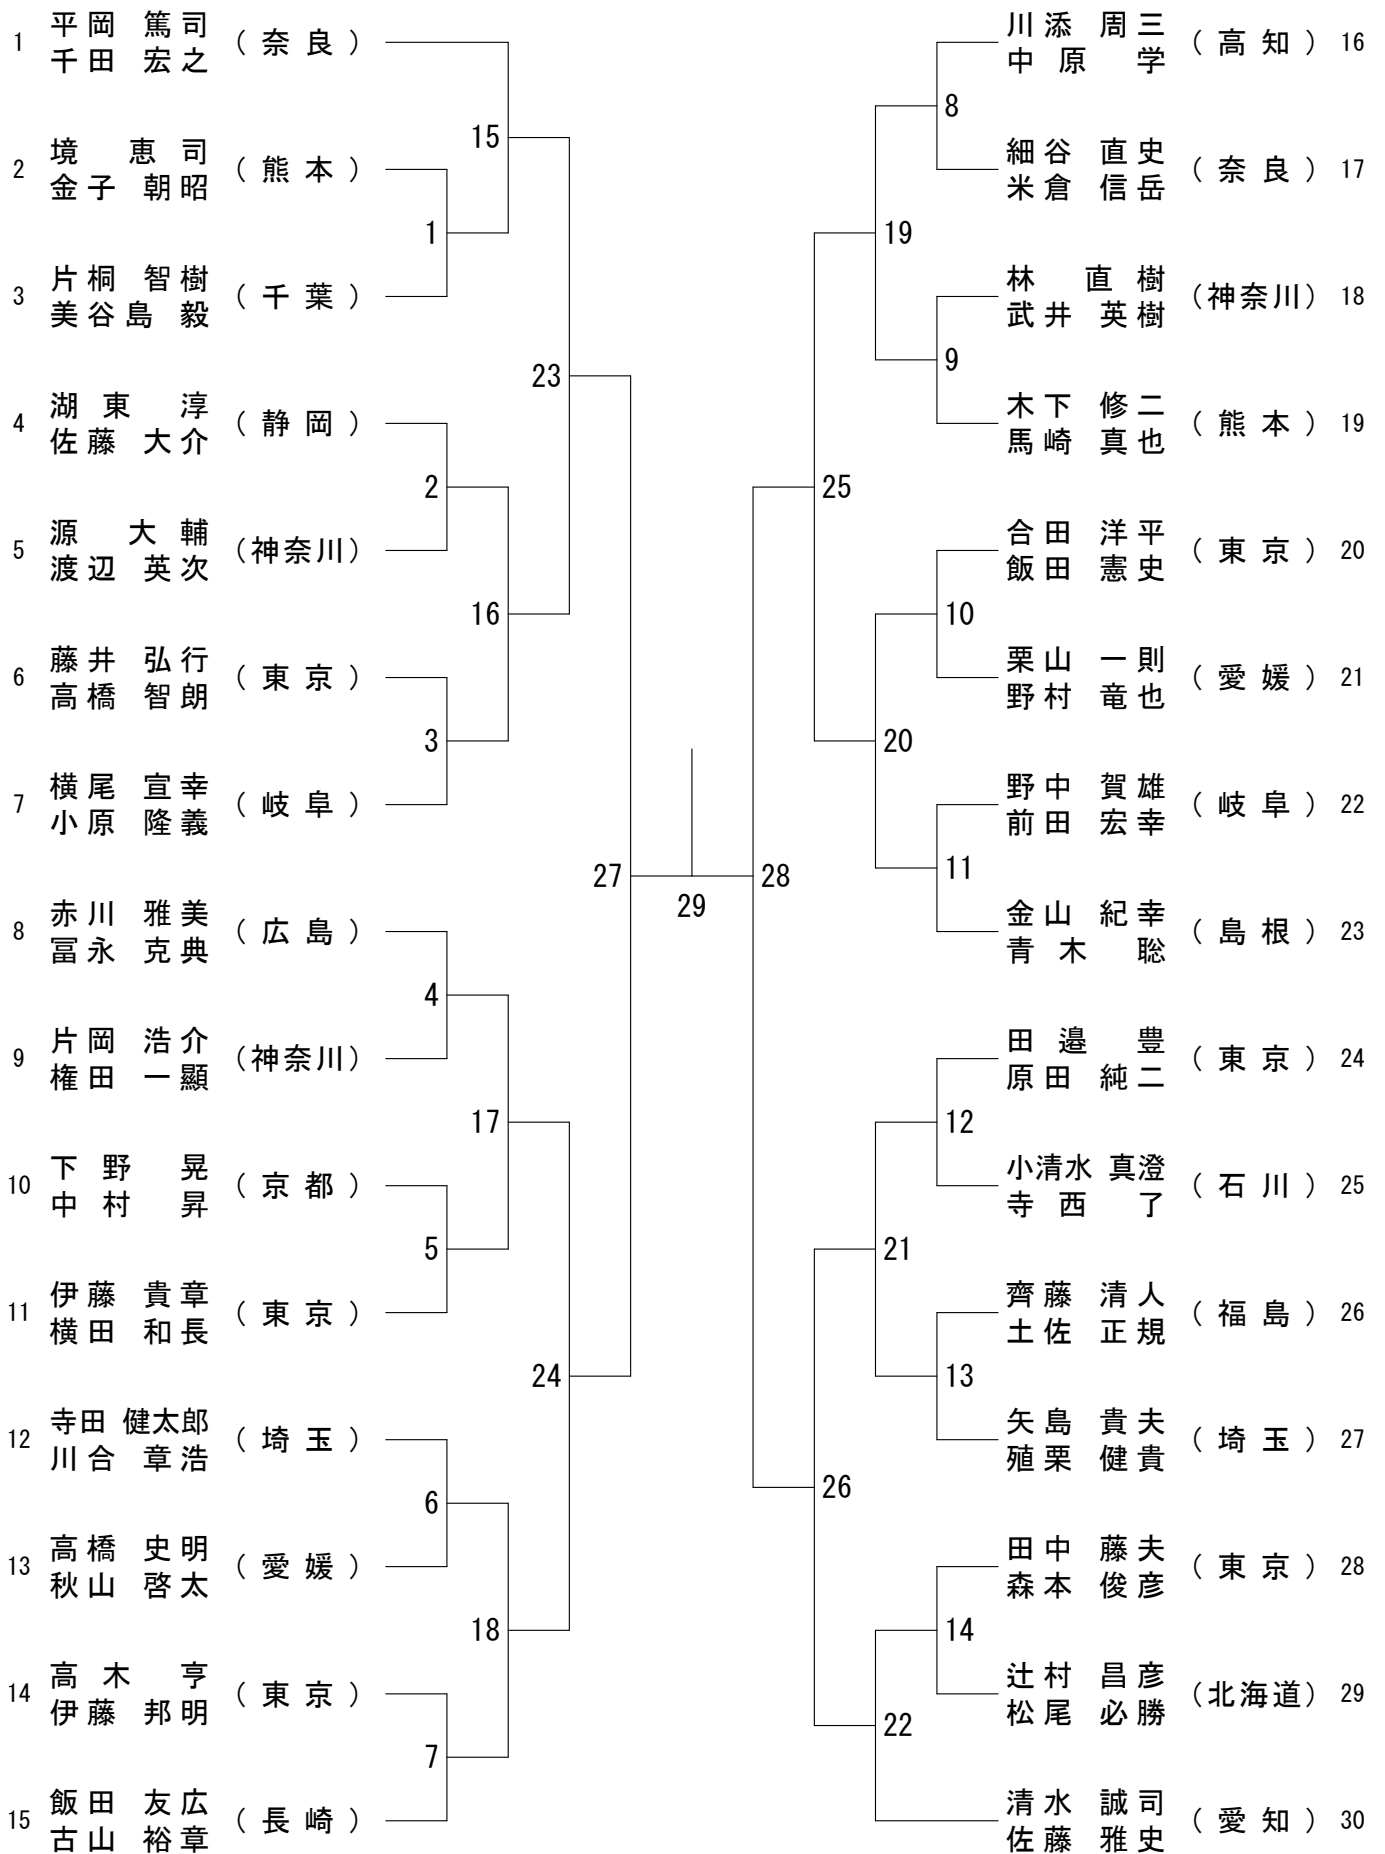 1 平岡 篤司 (奈良)
千田 宏之
2 境 恵司 (熊本)
金子 朝昭
3 片桐 智樹 (千葉)
美谷島 毅
4 湖東 淳 (静岡)
佐藤 大介
5 源 大輔 (神奈川)
渡辺 英次
6 藤井 弘行 (東京)
高橋 智朗
7 横尾 宣幸 (岐阜)
小原 隆義
8 赤川 雅美 (広島)
冨永 克典
9 片岡 浩介 (神奈川)
権田 一顯
10 下野 晃 (京都)
中村 昇
11 伊藤 貴章 (東京)
横田 和長
12 寺田 健太郎 (埼玉)
川合 章浩
13 高橋 史明 (愛媛)
秋山 啓太
14 高木 亨 (東京)
伊藤 邦明
15 飯田 友広 (長崎)
古山 裕章
1
2
3
4
5
6
7
15
16
17
18
23
24
27
29
28
25
26
19
20
21
22
8
9
10
11
12
13
14
川添 周三 (高知) 16
中原 学
細谷 直史 (奈良) 17
米倉 信岳
林 直樹 (神奈川) 18
武井 英樹
木下 修二 (熊本) 19
馬崎 真也
合田 洋平 (東京) 20
飯田 憲史
栗山 一則 (愛媛) 21
野村 竜也
野中 賀雄 (岐阜) 22
前田 宏幸
金山 紀幸 (島根) 23
青木 聡
田邉 豊 (東京) 24
原田 純二
小清水 真澄 (石川) 25
寺西 了
齊藤 清人 (福島) 26
土佐 正規
矢島 貴夫 (埼玉) 27
殖栗 健貴
田中 藤夫 (東京) 28
森本 俊彦
辻村 昌彦 (北海道) 29
松尾 必勝
清水 誠司 (愛知) 30
佐藤 雅史